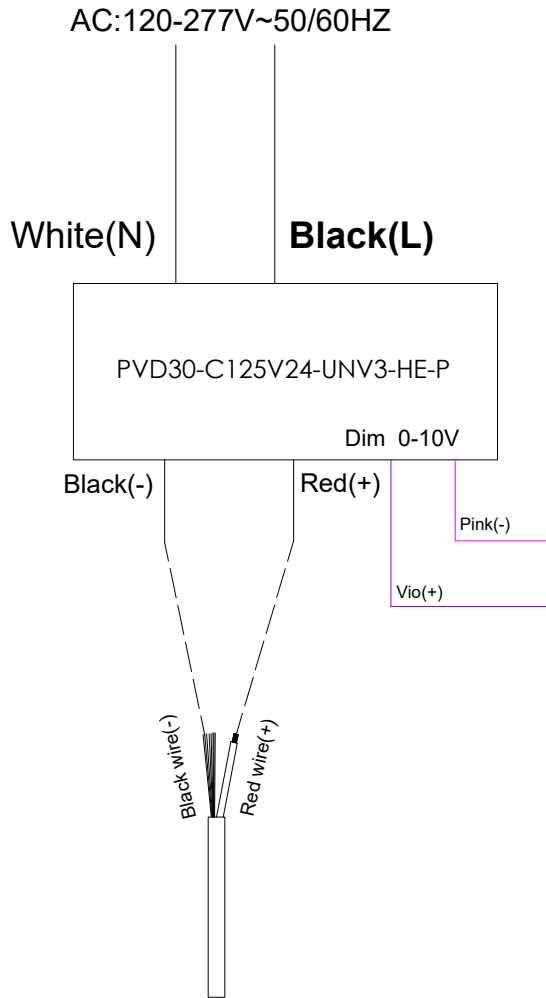 AC:120-277V~50/60HZ
White(N)
Black(L)
PVD30-C125V24-UNV3-HE-P
Dim 0-10V
Black(-)
Red(+)
Pink(-)
Vio(+)
Black wire(-)
Red wire(+)